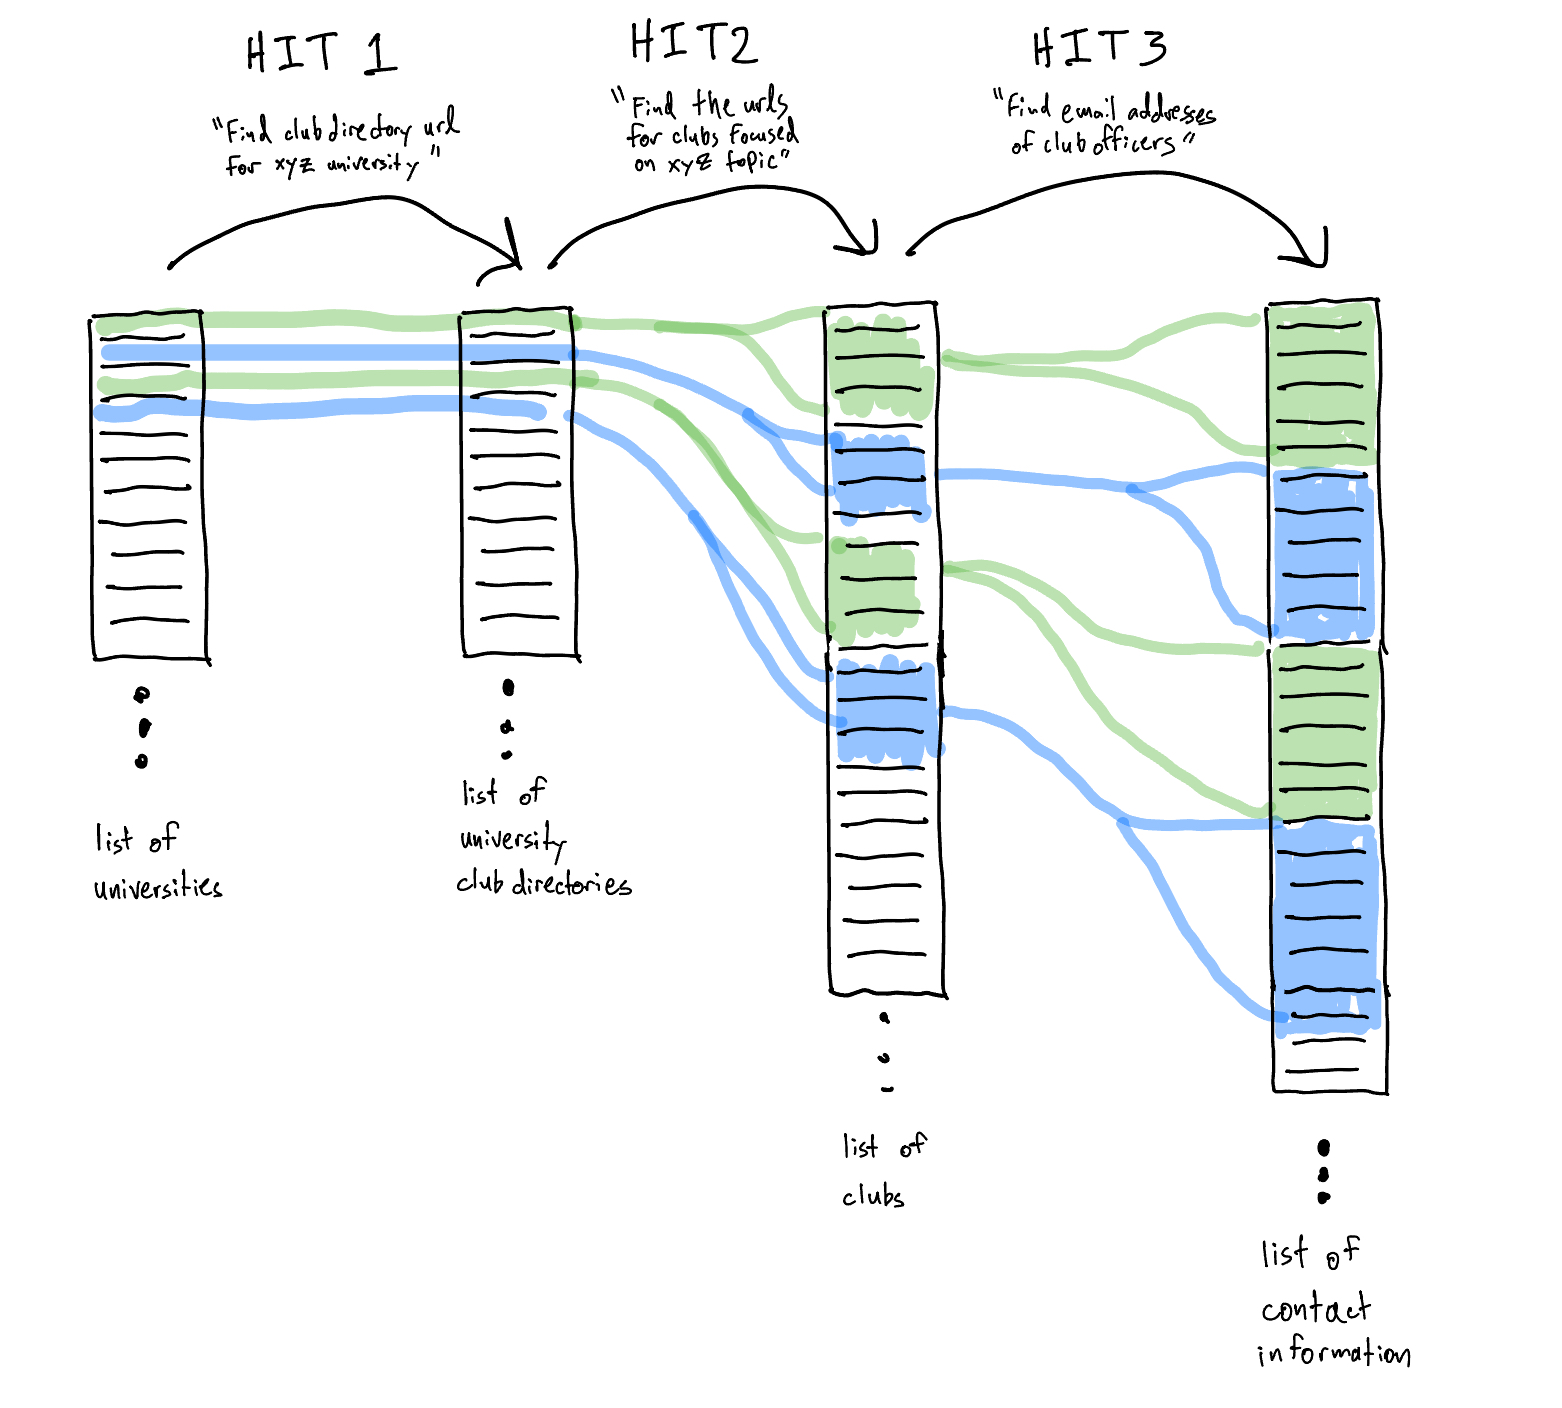 HIT 1
"Find club directory url
for xyz university"
HIT2
"Find the urls
for clubs focused
on xyz topic"
HIT3
"Find email addresses
of club officers"
list of
universities
list of
university
club directories
list of
clubs
list of
contact
information